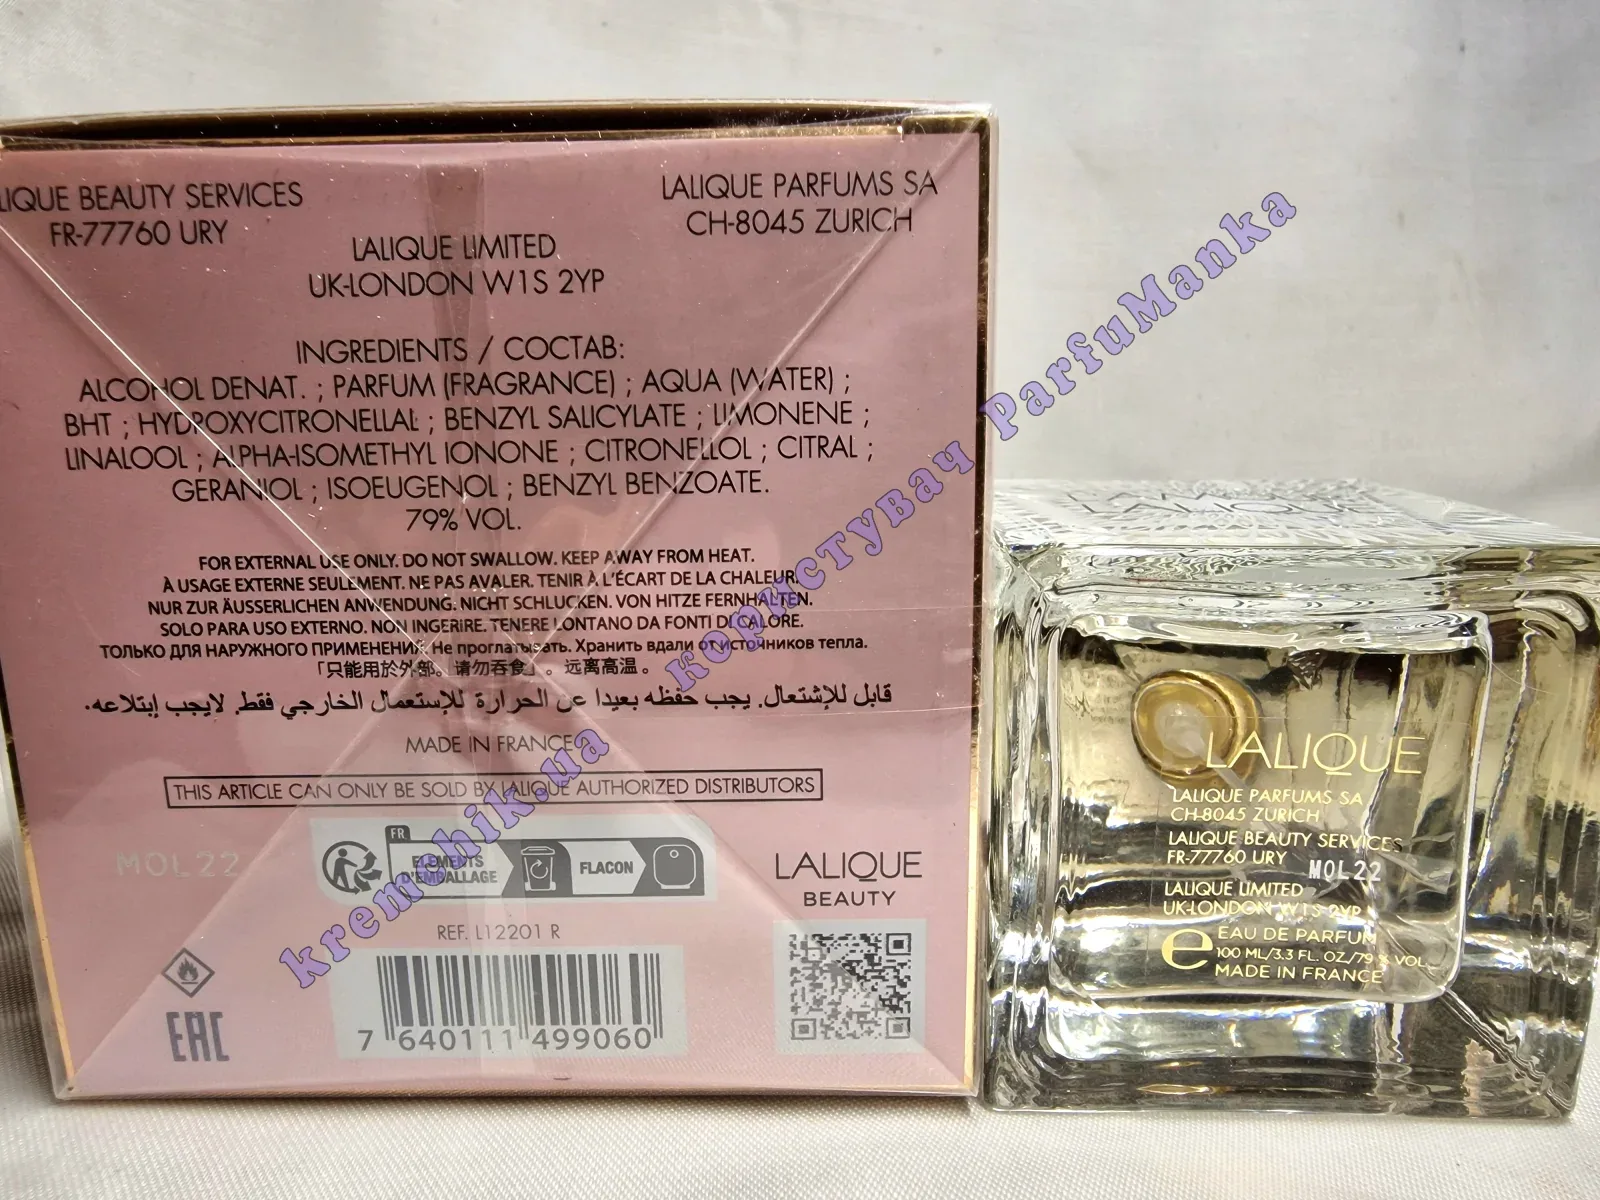 LIQUE BEAUTY SERVICES
FR-77760 URY
LALIQUE PARFUMS SA
CH-8045 ZURICH
LALIQUE LIMITED
UK-LONDON W1S 2YP
INGREDIENTS / COCTAB:
ALCOHOL DENAT. ; PARFUM (FRAGRANCE) ; AQUA (WATER) ;
BHT ; HYDROXYCITRONELLAL ; BENZYL SALICYLATE ; LIMONENE ;
LINALOOL ; ALPHA-ISOMETHYL IONONE ; CITRONELLOL ; CITRAL ;
GERANIOL ; ISOEUGENOL ; BENZYL BENZOATE.
79% VOL.
FOR EXTERNAL USE ONLY. DO NOT SWALLOW. KEEP AWAY FROM HEAT.
À USAGE EXTERNE SEULEMENT. NE PAS AVALER. TENIR À L'ÉCART DE LA CHALEUR.
NUR ZUR ÄUSSERLICHEN ANWENDUNG. NICHT SCHLUCKEN. VON HITZE FERNHALTEN.
SOLO PARA USO EXTERNO. NON INGERIRE. TENERE LONTANO DA FONTI DI CALORE.
ТОЛЬКО ДЛЯ НАРУЖНОГО ПРИМЕНЕНИЯ. Не проглатывать. Хранить вдали от источников тепла.
「只能用於外部。请勿吞食」。远离高温。
قابل للإشتعال. يجب حفظه بعيدا عن الحرارة للإستعمال الخارجي فقط. لايجب إبتلاعه.
MADE IN FRANCE
THIS ARTICLE CAN ONLY BE SOLD BY LALIQUE AUTHORIZED DISTRIBUTORS
MOL22
FR
ELEMENTS
D'EMBALLAGE
FLACON
LALIQUE
BEAUTY
REF. L12201 R
EAC
7 640111 499060
LALIQUE
LALIQUE
LALIQUE PARFUMS SA
CH-8045 ZURICH
LALIQUE BEAUTY SERVICES
FR-77760 URY MOL22
LALIQUE LIMITED
UK-LONDON W1S 2YP
e EAU DE PARFUM
100 ML/3.3 FL. OZ/79 % VOL.
MADE IN FRANCE
kremchik.ua користувач ParfuManka